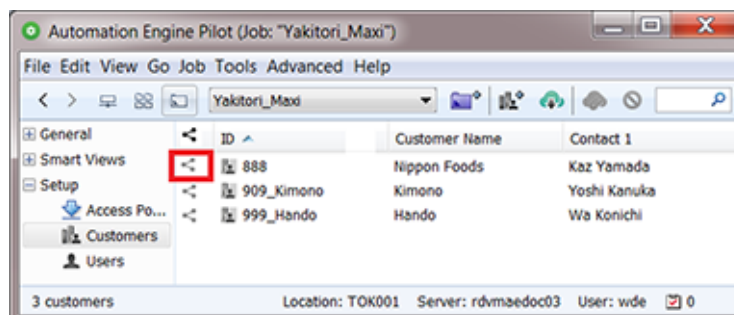 Automation Engine Pilot (Job: "Yakitori_Maxi")
File Edit View Go Job Tools Advanced Help
Yakitori_Maxi
General
Smart Views
Setup
Access Po...
Customers
Users
ID Customer Name Contact 1
888 Nippon Foods Kaz Yamada
909_Kimono Kimono Yoshi Kanuka
999_Hando Hando Wa Konichi
3 customers Location: TOK001 Server: rdvmaedoc03 User: wde 0